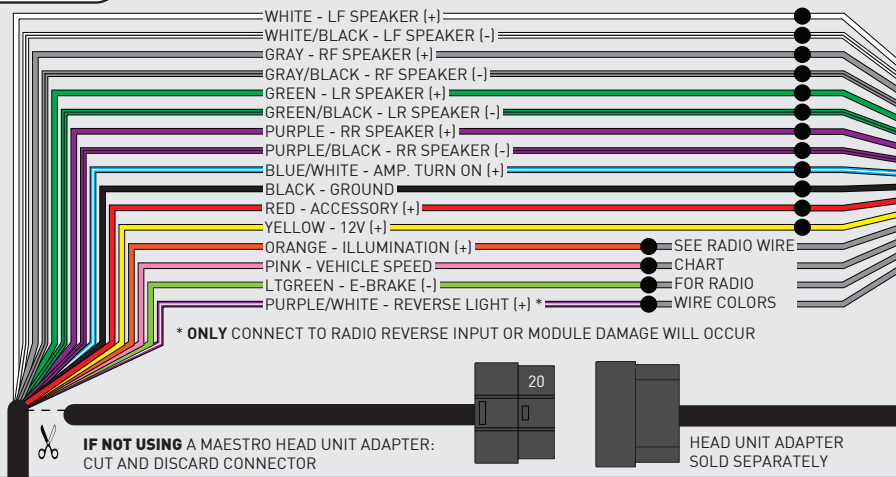 WHITE - LF SPEAKER (+)
WHITE/BLACK - LF SPEAKER (-)
GRAY - RF SPEAKER (+)
GRAY/BLACK - RF SPEAKER (-)
GREEN - LR SPEAKER (+)
GREEN/BLACK - LR SPEAKER (-)
PURPLE - RR SPEAKER (+)
PURPLE/BLACK - RR SPEAKER (-)
BLUE/WHITE - AMP. TURN ON (+)
BLACK - GROUND
RED - ACCESSORY (+)
YELLOW - 12V (+)
ORANGE - ILLUMINATION (+)
PINK - VEHICLE SPEED
LTGREEN - E-BRAKE (-)
PURPLE/WHITE - REVERSE LIGHT (+) *
SEE RADIO WIRE
CHART
FOR RADIO
WIRE COLORS
* ONLY CONNECT TO RADIO REVERSE INPUT OR MODULE DAMAGE WILL OCCUR
20
IF NOT USING A MAESTRO HEAD UNIT ADAPTER:
CUT AND DISCARD CONNECTOR
HEAD UNIT ADAPTER
SOLD SEPARATELY